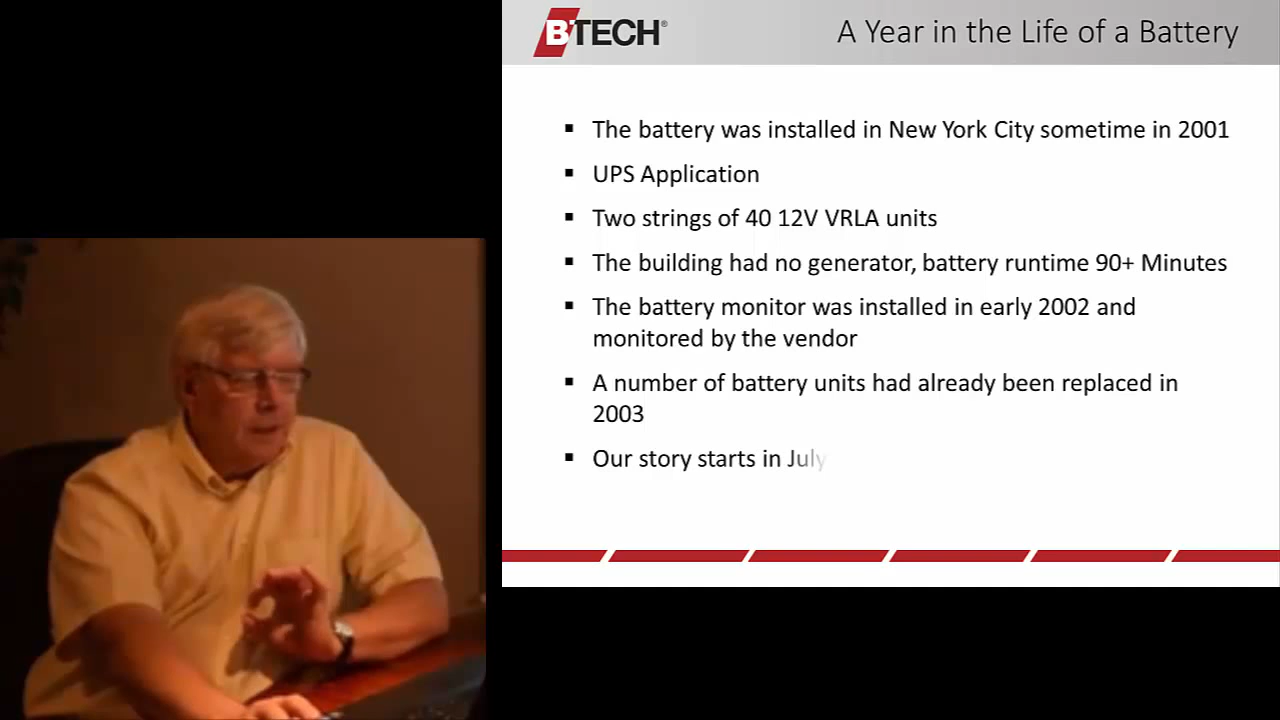 BTECH®
A Year in the Life of a Battery
▪ The battery was installed in New York City sometime in 2001
▪ UPS Application
▪ Two strings of 40 12V VRLA units
▪ The building had no generator, battery runtime 90+ Minutes
▪ The battery monitor was installed in early 2002 and
monitored by the vendor
▪ A number of battery units had already been replaced in
2003
▪ Our story starts in July